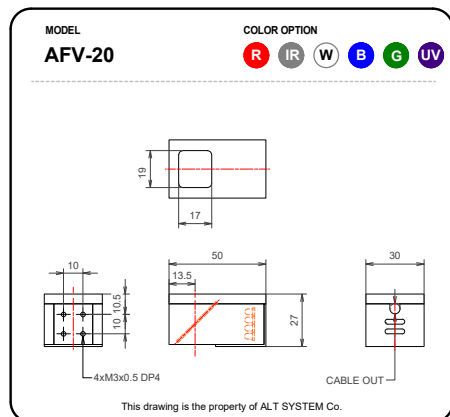 MODEL
COLOR OPTION
AFV-20
R IR W B G UV
19
17
50
30
13.5
10
10.5
10
27
4xM3x0.5 DP4
CABLE OUT
This drawing is the property of ALT SYSTEM Co.